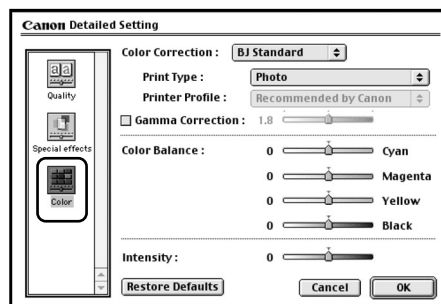 Canon Detailed Setting
Color Correction : BJ Standard
Print Type : Photo
Printer Profile : Recommended by Canon
Gamma Correction : 1.8
Color Balance : 0 Cyan
0 Magenta
0 Yellow
0 Black
Intensity : 0
Restore Defaults Cancel OK
aa
Quality
Special effects
Color